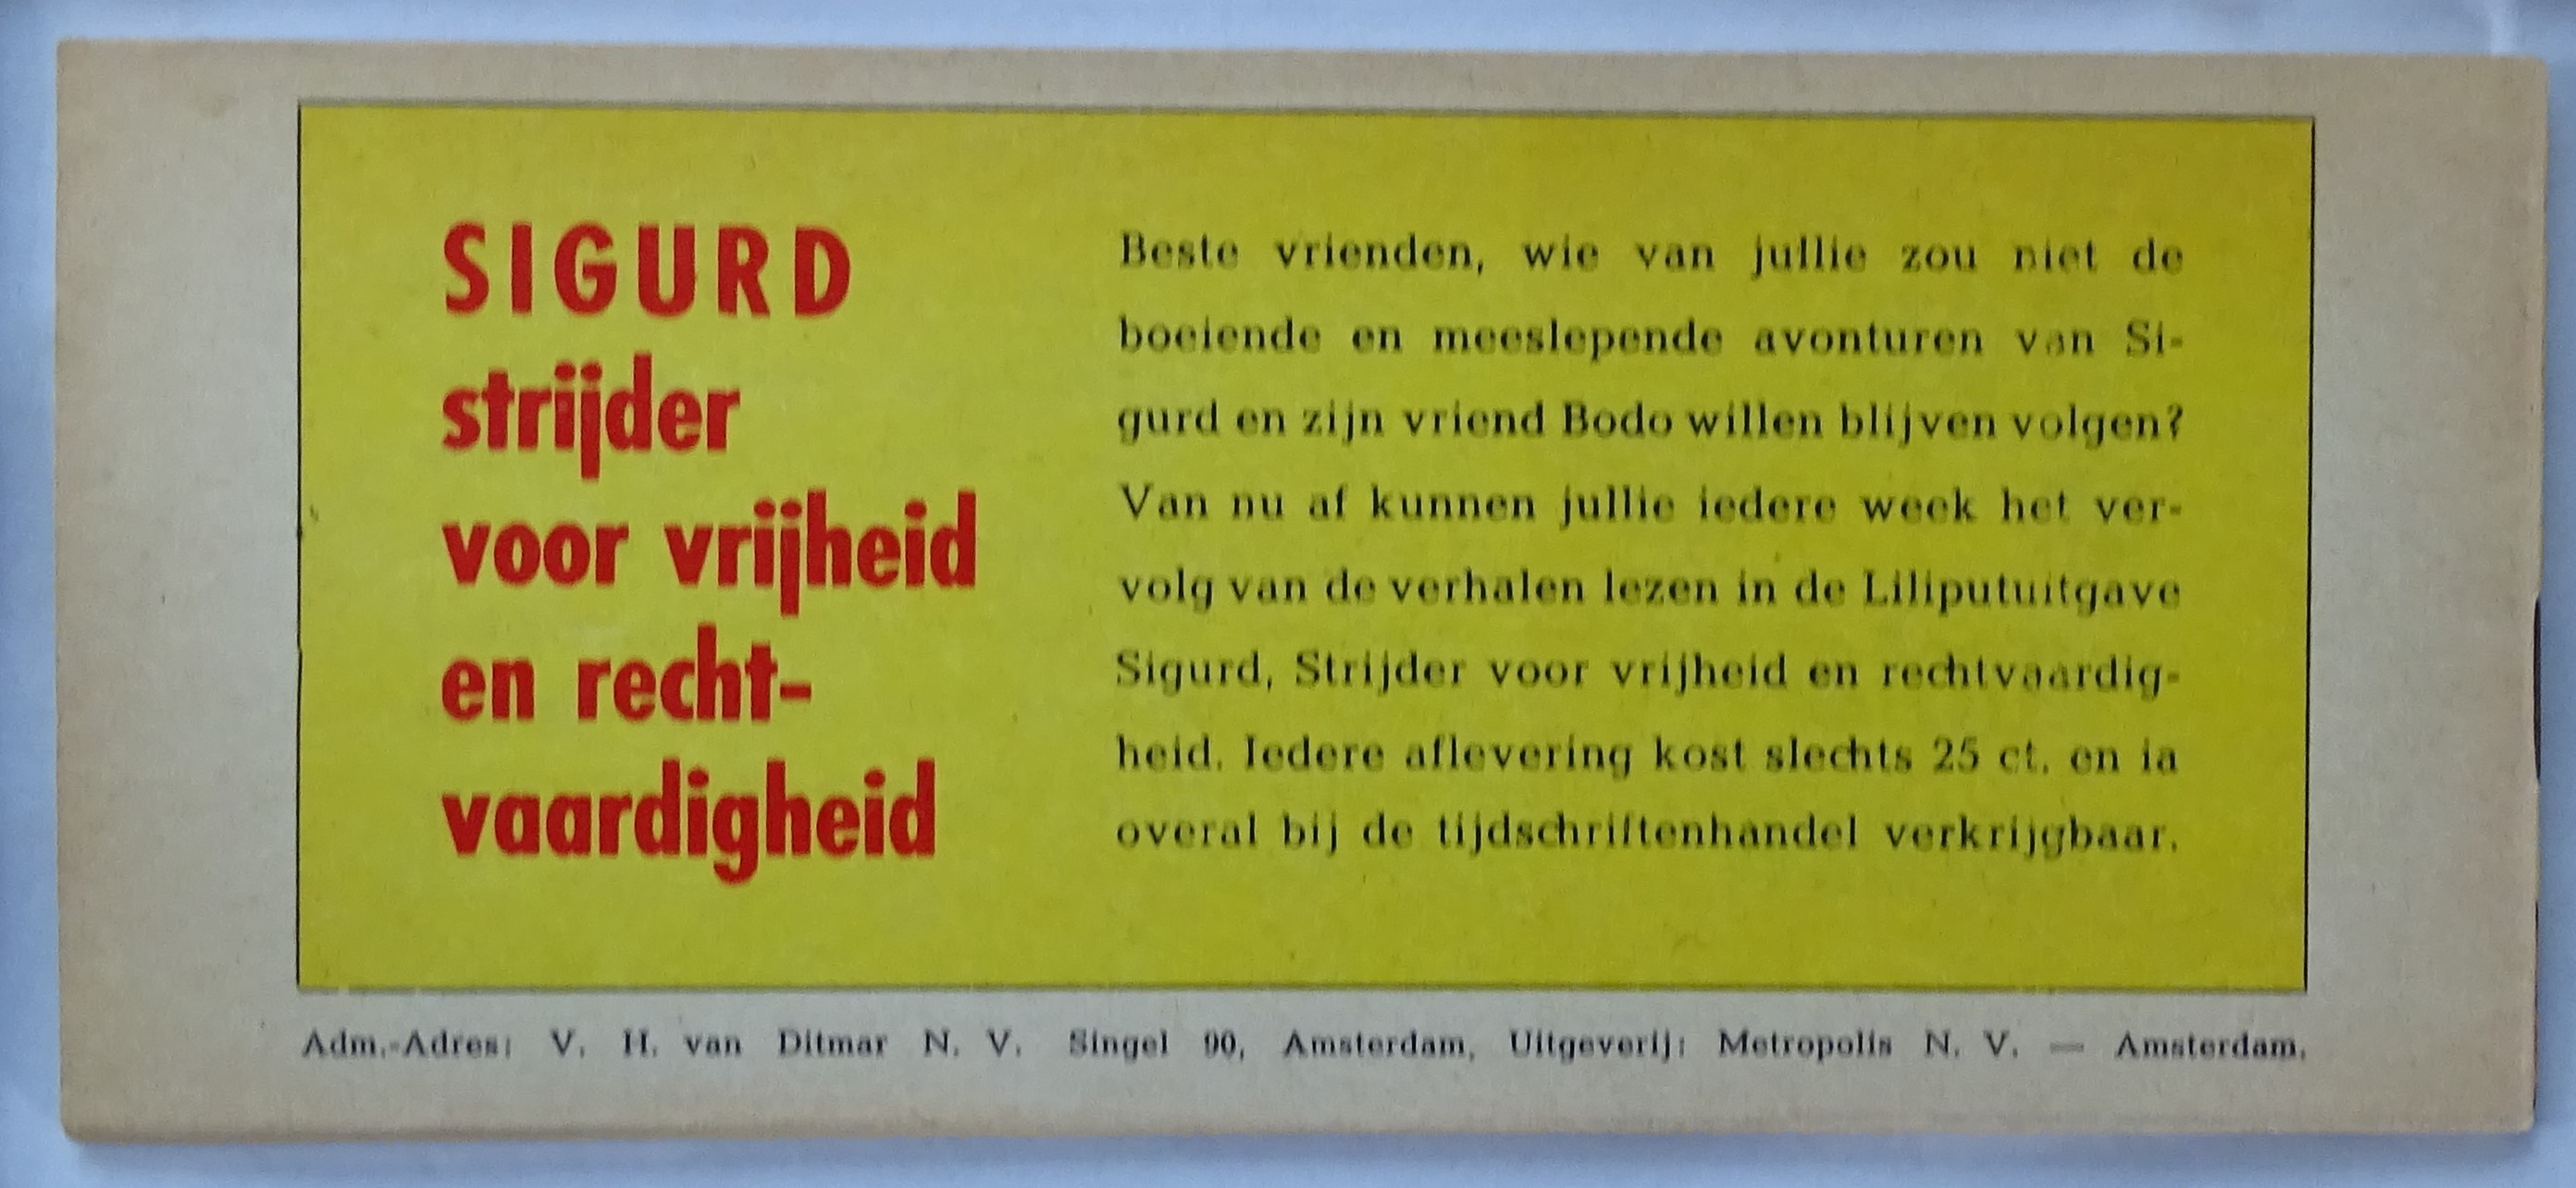 SIGURD
strijder
voor vrijheid
en recht-
vaardigheid
Beste vrienden, wie van jullie zou niet de
boeiende en meeslepende avonturen van Si-
gurd en zijn vriend Bodo willen blijven volgen?
Van nu af kunnen jullie iedere week het ver-
volg van de verhalen lezen in de Liliputuitgave
Sigurd, Strijder voor vrijheid en rechtvaardig-
heid. Iedere aflevering kost slechts 25 ct. en ia
overal bij de tijdschriftenhandel verkrijgbaar.
Adm.-Adres: V. H. van Ditmar N. V. Singel 90, Amsterdam, Uitgeverij: Metropolis N. V. — Amsterdam.